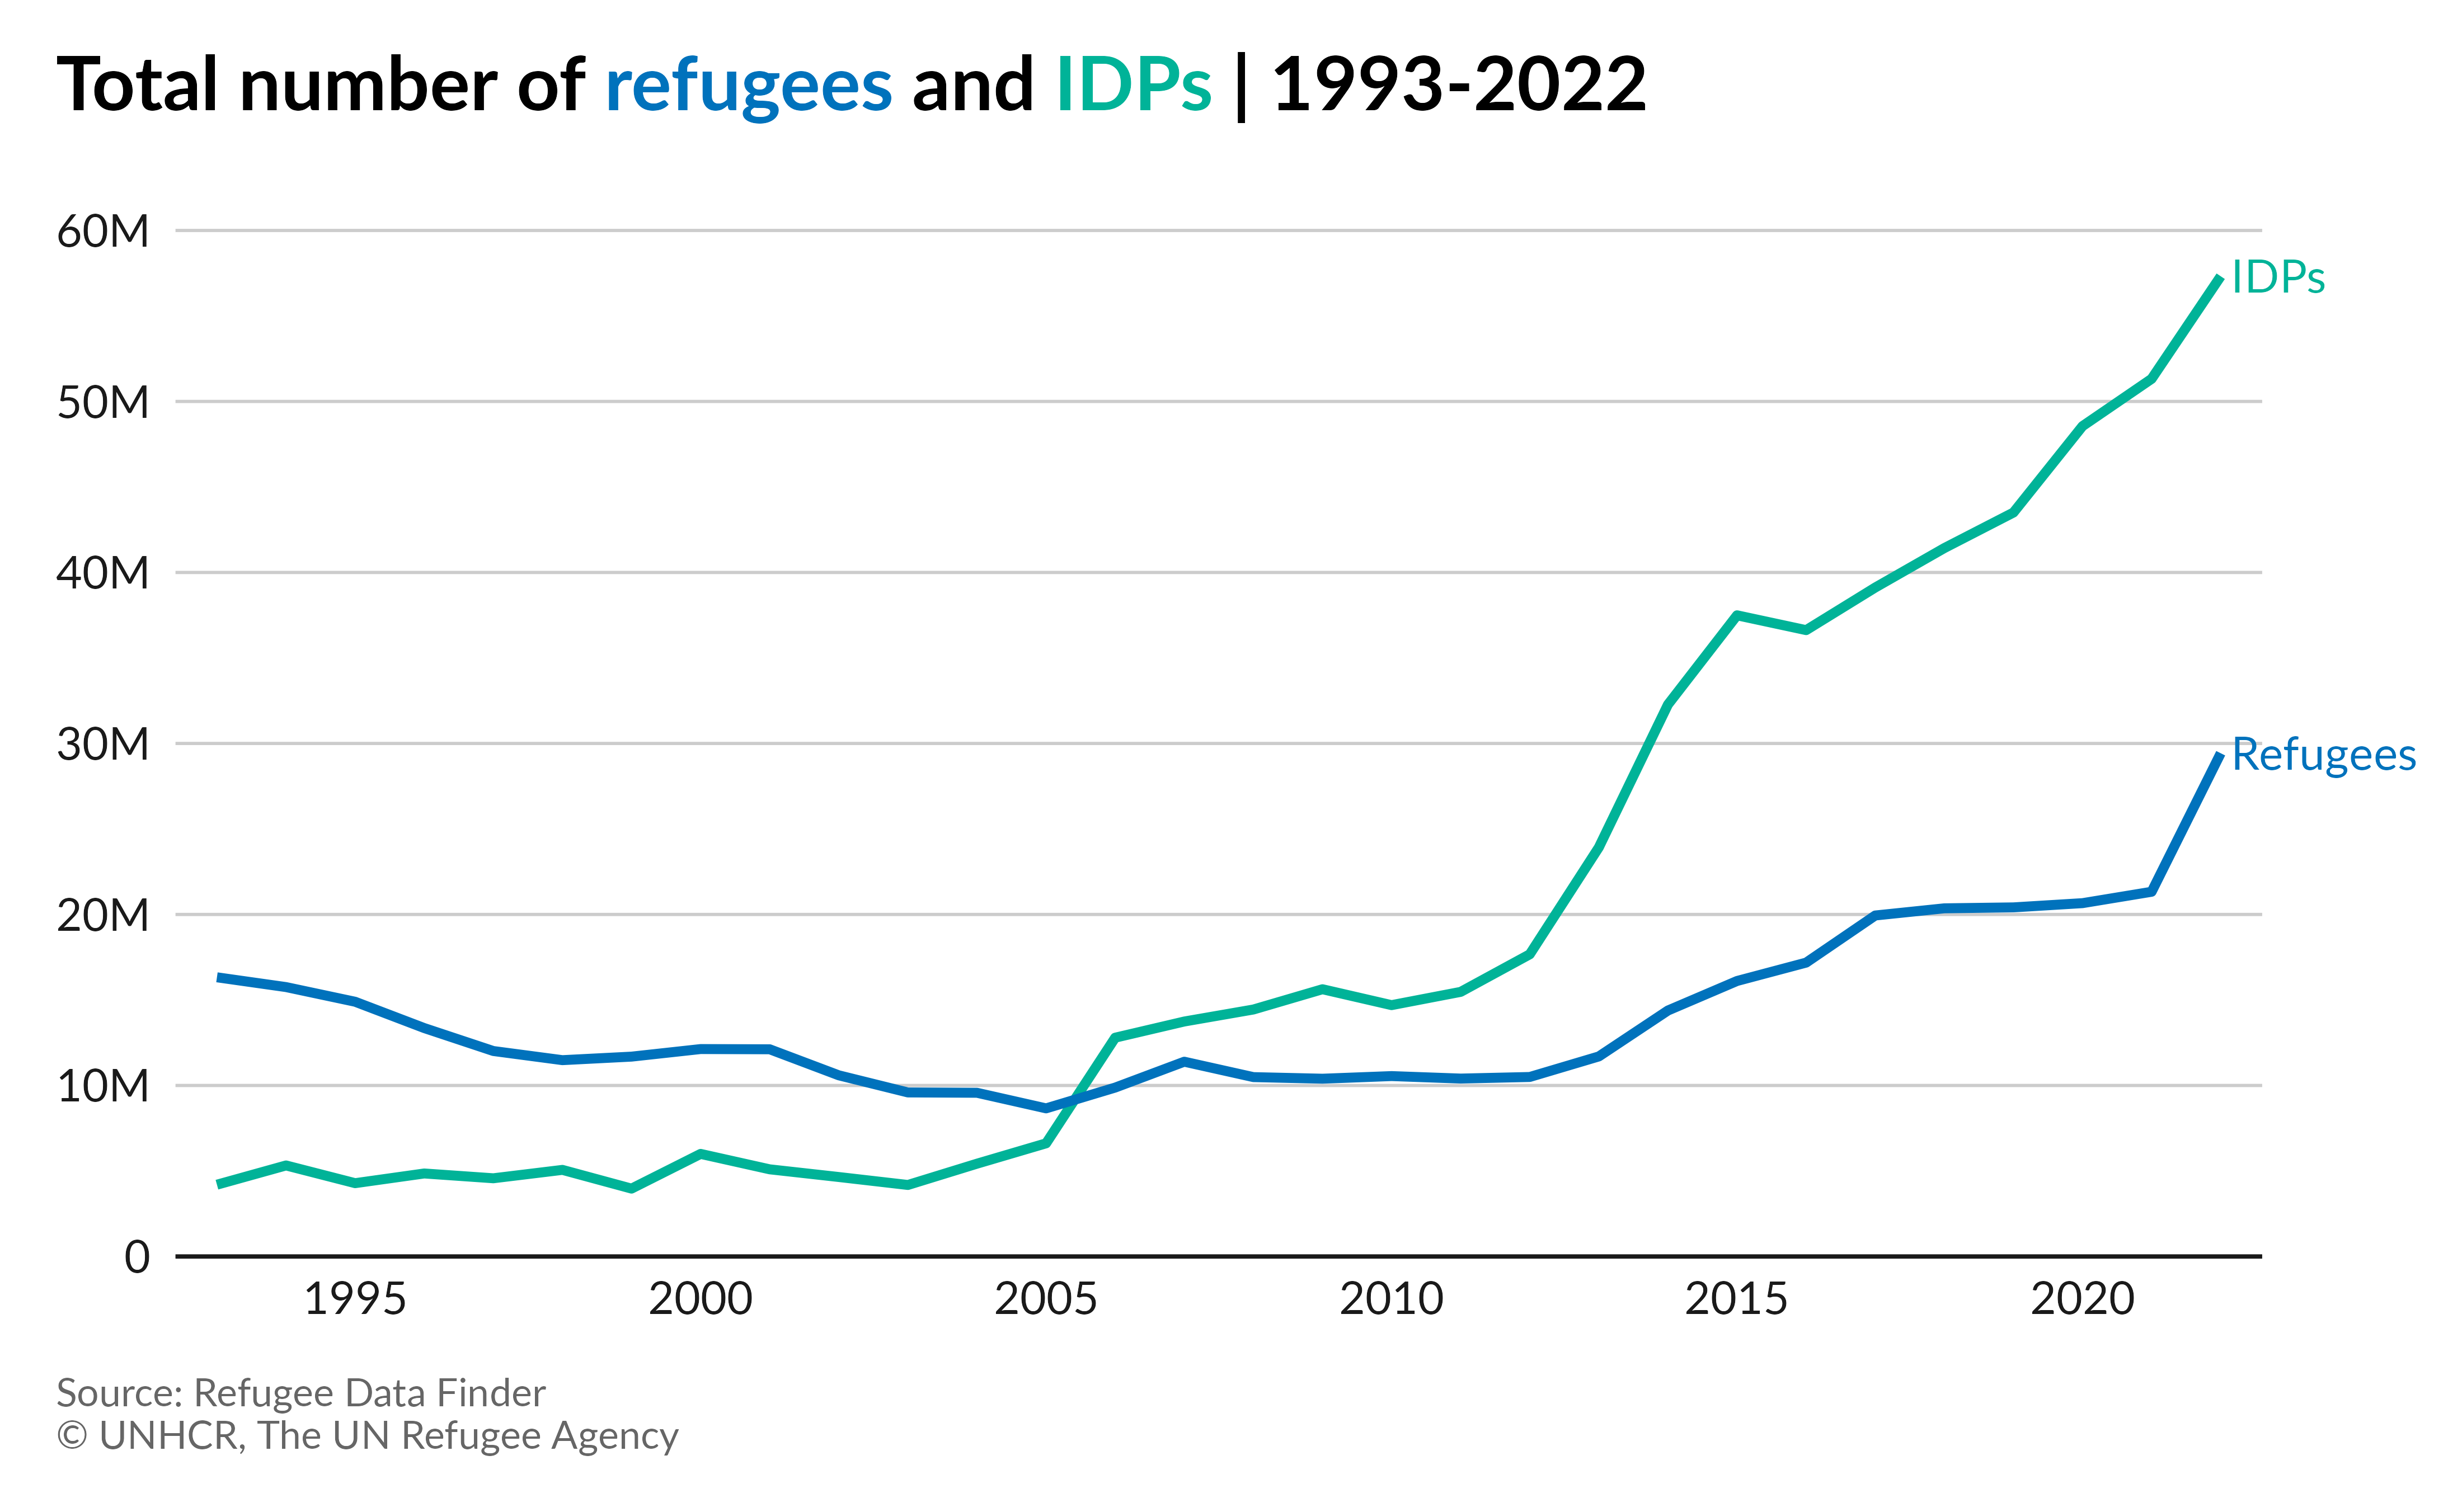 Total number of refugees and IDPs | 1993-2022
60M
IDPs
50M
40M
30M
Refugees
20M
10M
0
1995 2000 2005 2010 2015 2020
Source: Refugee Data Finder
© UNHCR, The UN Refugee Agency